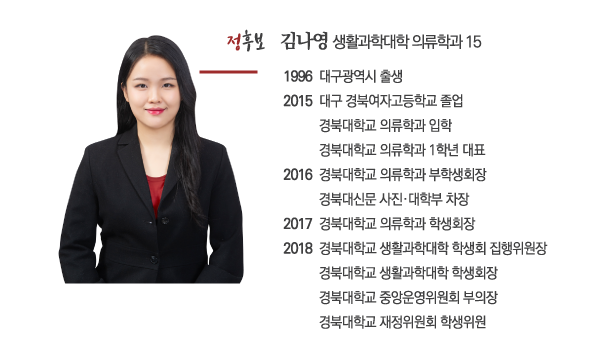 정후보 김나영 생활과학대학 의류학과 15
1996 대구광역시 출생
2015 대구 경북여자고등학교 졸업
경북대학교 의류학과 입학
경북대학교 의류학과 1학년 대표
2016 경북대학교 의류학과 부학생회장
경북대신문 사진·대학부 차장
2017 경북대학교 의류학과 학생회장
2018 경북대학교 생활과학대학 학생회 집행위원장
경북대학교 생활과학대학 학생회장
경북대학교 중앙운영위원회 부의장
경북대학교 재정위원회 학생위원